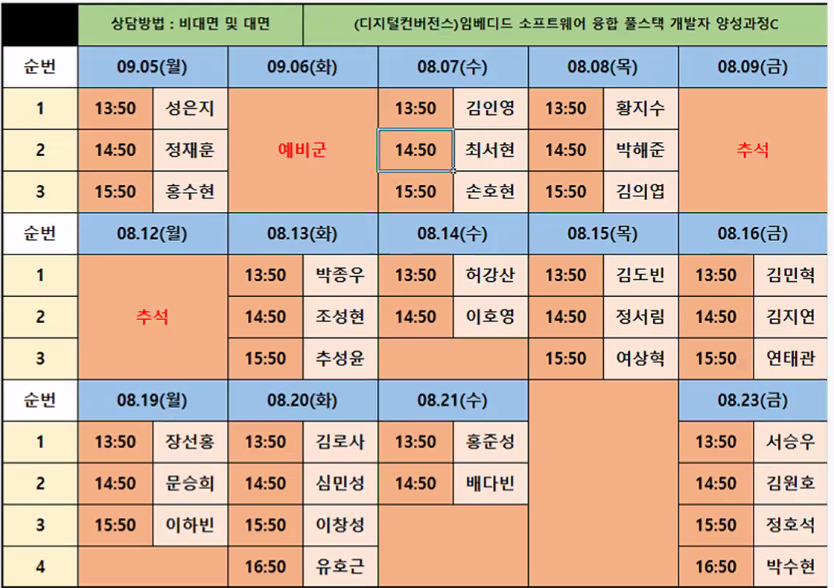 상담방법 : 비대면 및 대면 (디지털컨버전스)임베디드 소프트웨어 융합 풀스택 개발자 양성과정C
순번 09.05(월) 09.06(화) 08.07(수) 08.08(목) 08.09(금)
1 13:50 성은지 13:50 김인영 13:50 황지수
2 14:50 정재훈 예비군 14:50 최서현 14:50 박해준 추석
3 15:50 홍수현 15:50 손호현 15:50 김의엽
순번 08.12(월) 08.13(화) 08.14(수) 08.15(목) 08.16(금)
1 13:50 박종우 13:50 허강산 13:50 김도빈 13:50 김민혁
2 추석 14:50 조성현 14:50 이호영 14:50 정서림 14:50 김지연
3 15:50 추성윤 15:50 여상혁 15:50 연태관
순번 08.19(월) 08.20(화) 08.21(수) 08.23(금)
1 13:50 장선홍 13:50 김로사 13:50 홍준성 13:50 서승우
2 14:50 문승희 14:50 심민성 14:50 배다빈 14:50 김원호
3 15:50 이하빈 15:50 이창성 15:50 정호석
4 16:50 유호근 16:50 박수현